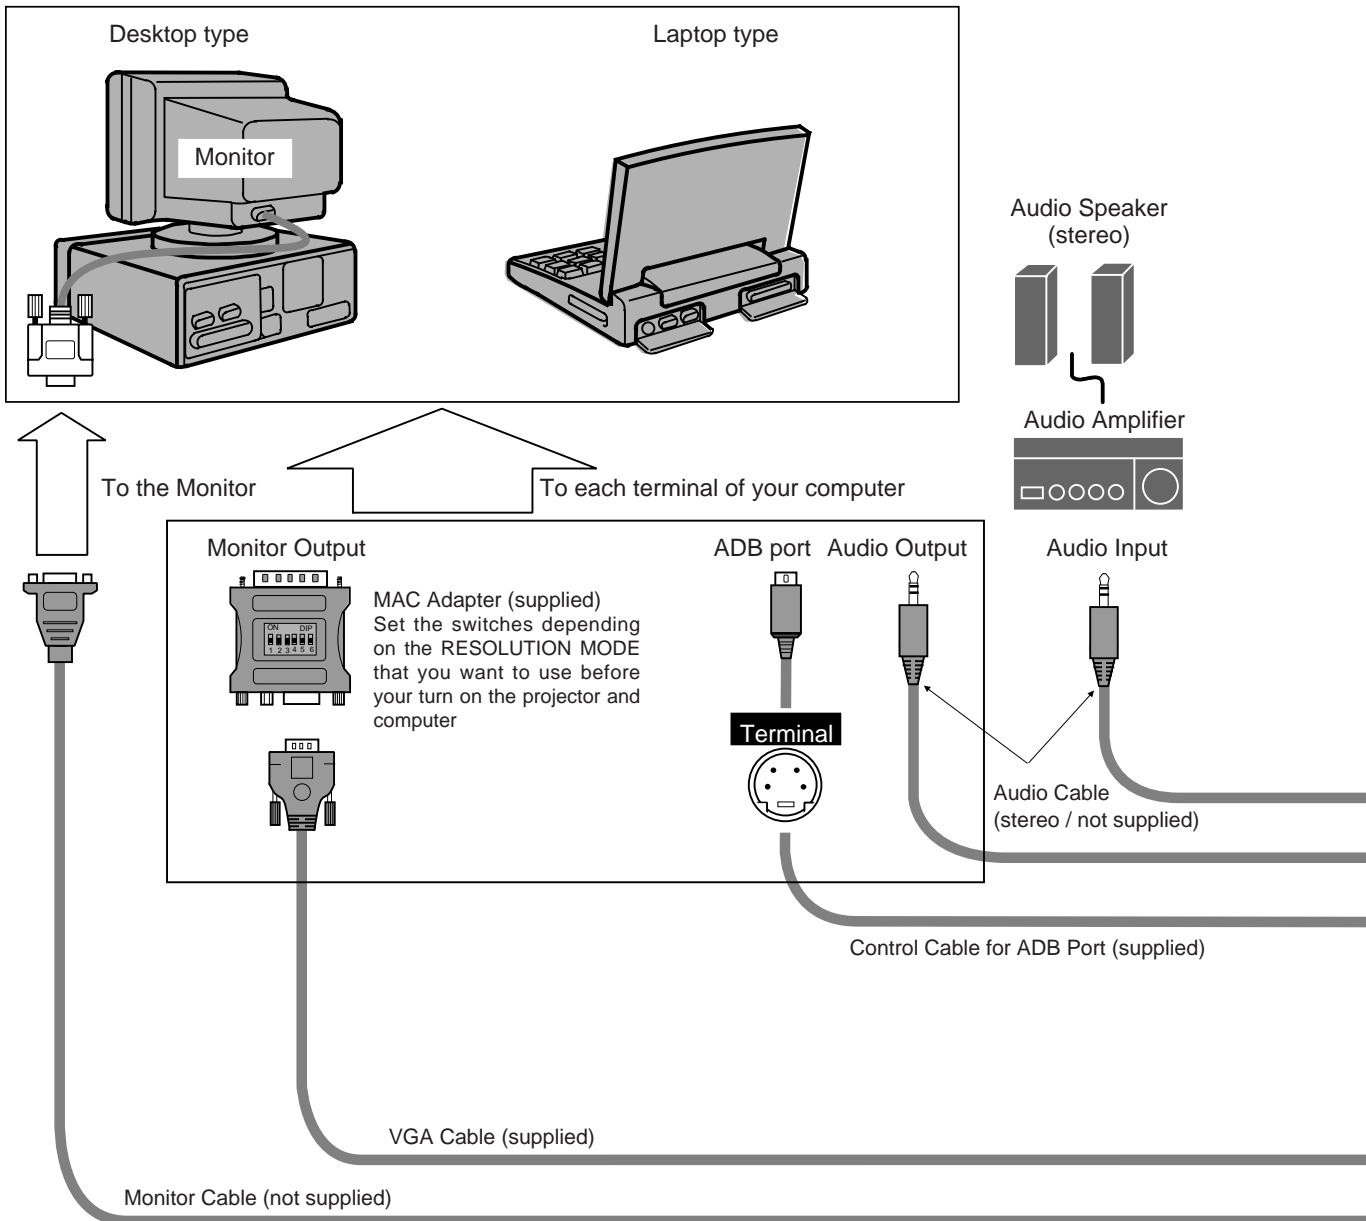 Desktop type
Laptop type
Monitor
Audio Speaker
(stereo)
Audio Amplifier
To the Monitor
To each terminal of your computer
Monitor Output
ADB port
Audio Output
Audio Input
MAC Adapter (supplied)
Set the switches depending
on the RESOLUTION MODE
that you want to use before
your turn on the projector and
computer
ON DIP
1 2 3 4 5 6
Terminal
Audio Cable
(stereo / not supplied)
Control Cable for ADB Port (supplied)
VGA Cable (supplied)
Monitor Cable (not supplied)